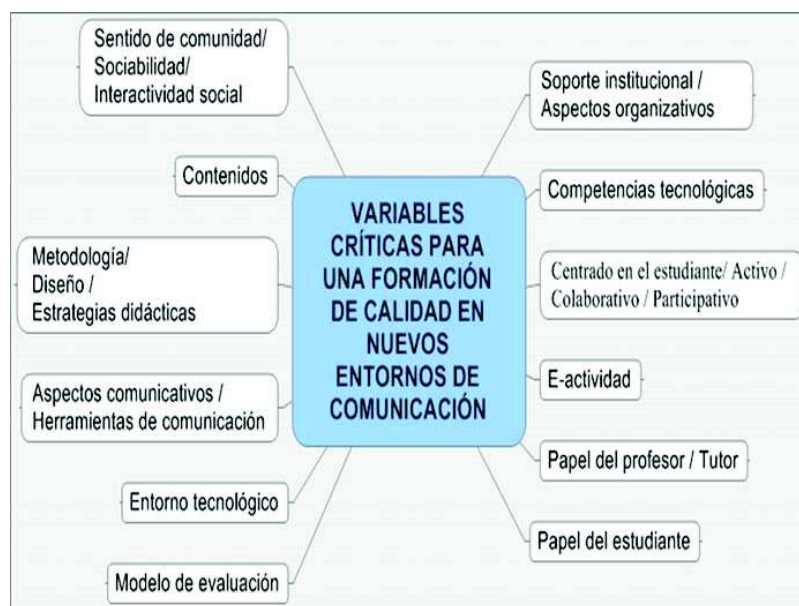 Sentido de comunidad/
Sociabilidad/
Interactividad social
Contenidos
Metodología/
Diseño /
Estrategias didácticas
Aspectos comunicativos /
Herramientas de comunicación
Entorno tecnológico
Modelo de evaluación
VARIABLES
CRÍTICAS PARA
UNA FORMACIÓN
DE CALIDAD EN
NUEVOS
ENTORNOS DE
COMUNICACIÓN
Soporte institucional /
Aspectos organizativos
Competencias tecnológicas
Centrado en el estudiante/ Activo /
Colaborativo / Participativo
E-actividad
Papel del profesor / Tutor
Papel del estudiante